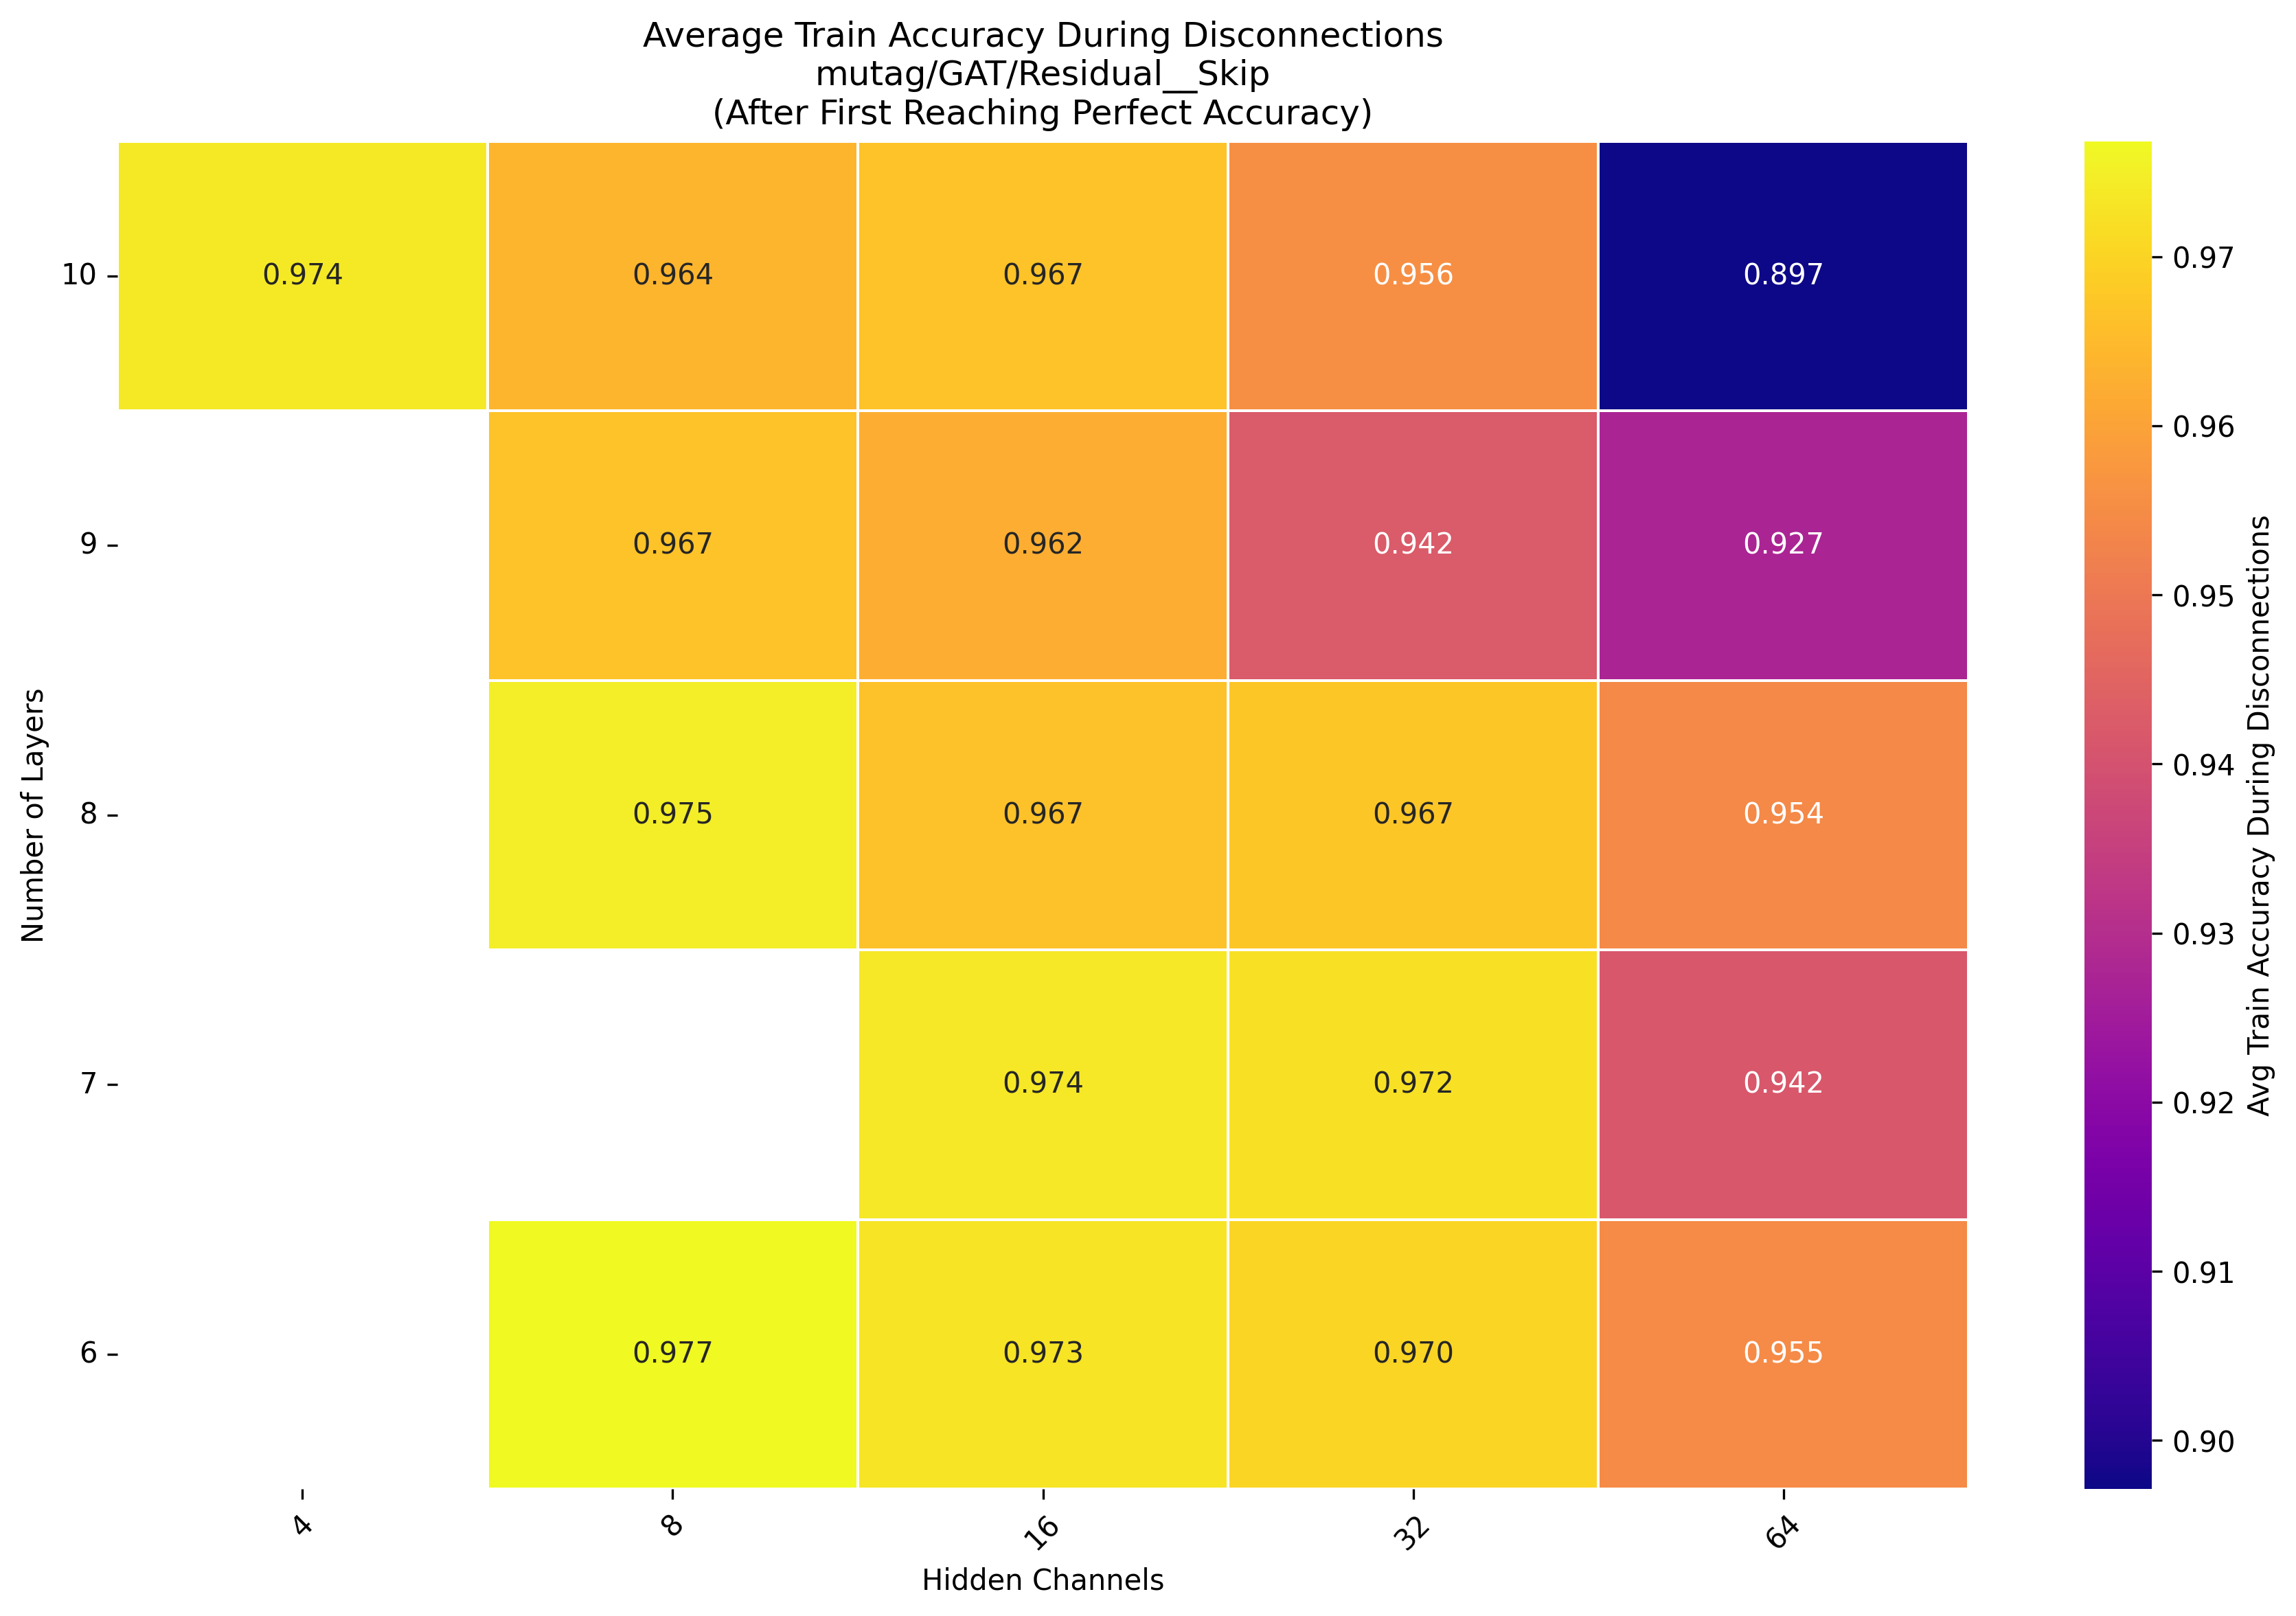 Average Train Accuracy During Disconnections
mutag/GAT/Residual__Skip
(After First Reaching Perfect Accuracy)
Number of Layers
10
0.974 0.964 0.967 0.956 0.897
9
0.967 0.962 0.942 0.927
8
0.975 0.967 0.967 0.954
7
0.974 0.972 0.942
6
0.977 0.973 0.970 0.955
4 8 16 32 64
Hidden Channels
0.97
0.96
0.95
0.94
0.93
0.92
0.91
0.90
Avg Train Accuracy During Disconnections